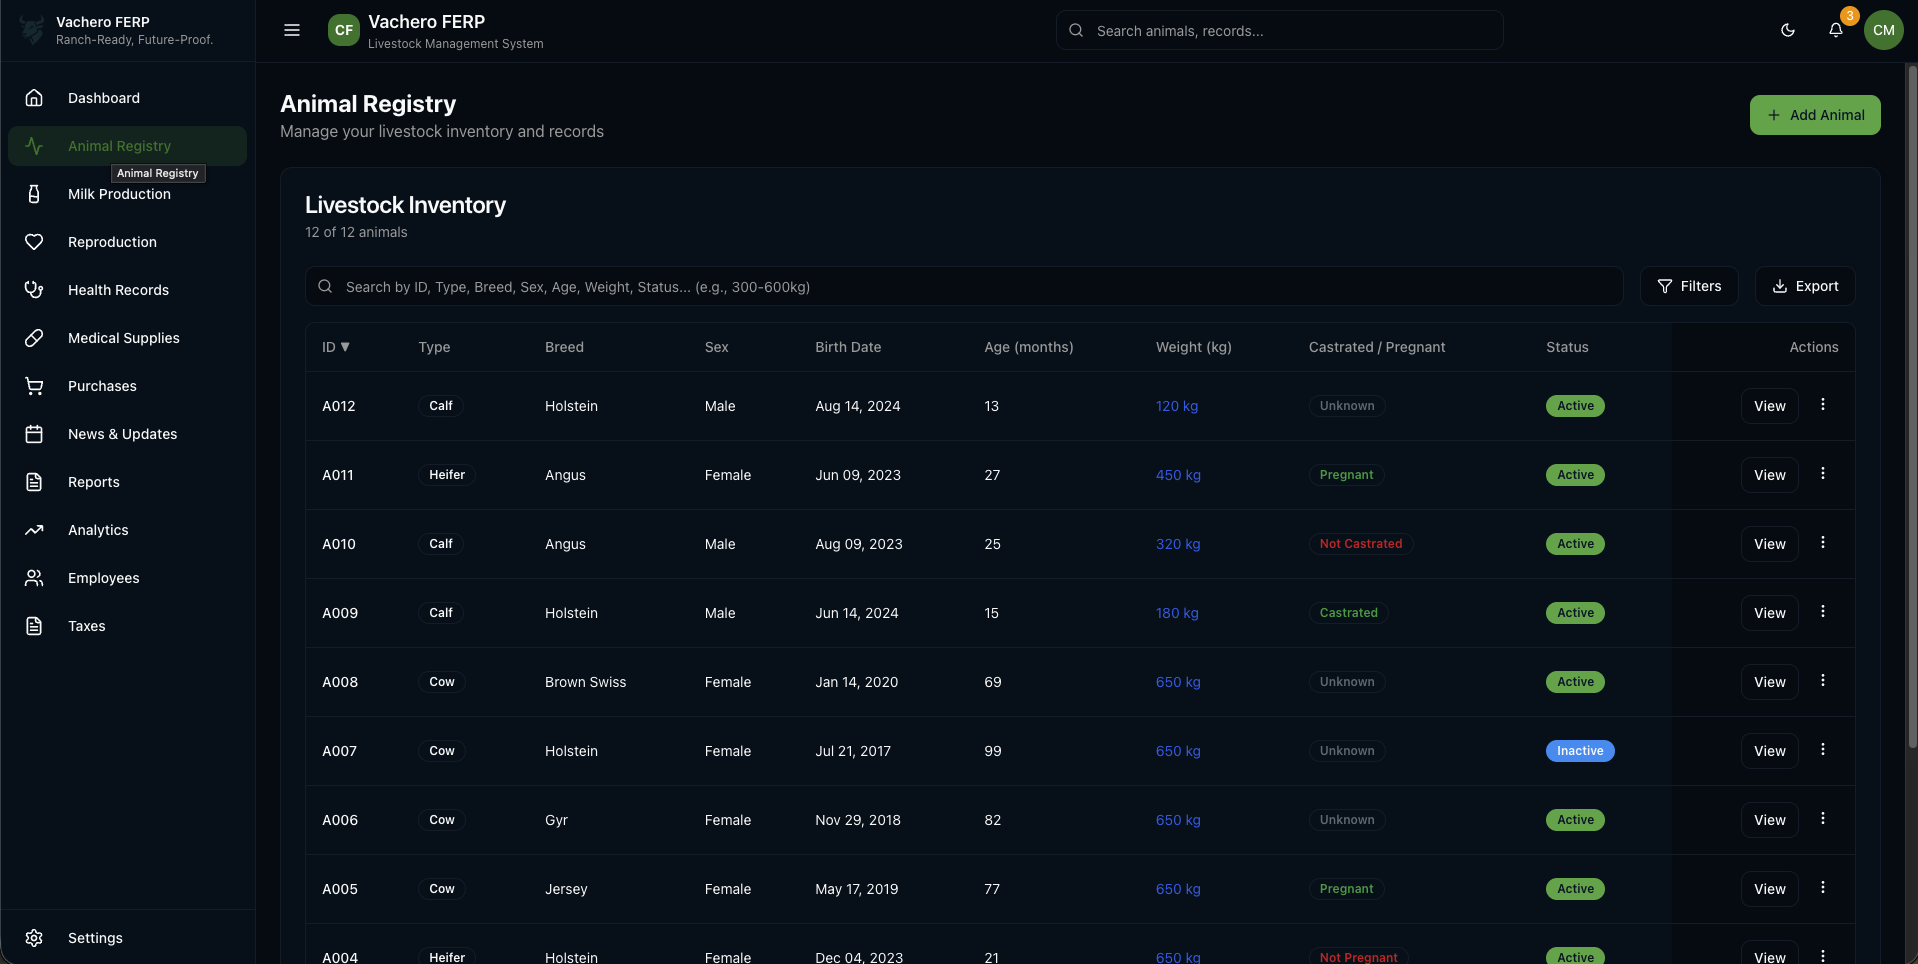 Vachero FERP
Ranch-Ready, Future-Proof.
Dashboard
Animal Registry
Animal Registry
Milk Production
Reproduction
Health Records
Medical Supplies
Purchases
News & Updates
Reports
Analytics
Employees
Taxes
Settings
CF
Vachero FERP
Livestock Management System
Search animals, records...
3
CM
Animal Registry
Manage your livestock inventory and records
+ Add Animal
Livestock Inventory
12 of 12 animals
Search by ID, Type, Breed, Sex, Age, Weight, Status... (e.g., 300-600kg)
Filters
Export
ID ▼ Type Breed Sex Birth Date Age (months) Weight (kg) Castrated / Pregnant Status Actions
A012 Calf Holstein Male Aug 14, 2024 13 120 kg Unknown Active View
A011 Heifer Angus Female Jun 09, 2023 27 450 kg Pregnant Active View
A010 Calf Angus Male Aug 09, 2023 25 320 kg Not Castrated Active View
A009 Calf Holstein Male Jun 14, 2024 15 180 kg Castrated Active View
A008 Cow Brown Swiss Female Jan 14, 2020 69 650 kg Unknown Active View
A007 Cow Holstein Female Jul 21, 2017 99 650 kg Unknown Inactive View
A006 Cow Gyr Female Nov 29, 2018 82 650 kg Unknown Active View
A005 Cow Jersey Female May 17, 2019 77 650 kg Pregnant Active View
A004 Heifer Holstein Female Dec 04, 2023 21 650 kg Not Pregnant Active View